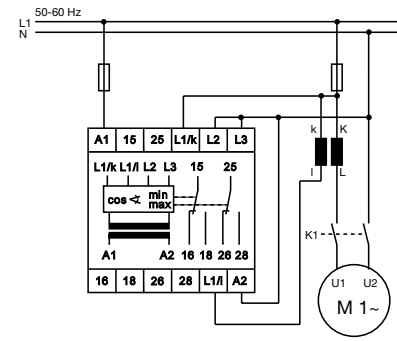 50-60 Hz
L1
N
A1 15 25 L1/k L2 L3
L1/k L1/l L2 L3 15 25
cos ∢ min max
A1 A2 16 18 26 28
16 18 26 28 L1/l A2
k K
l L
K1
U1 U2
M 1~